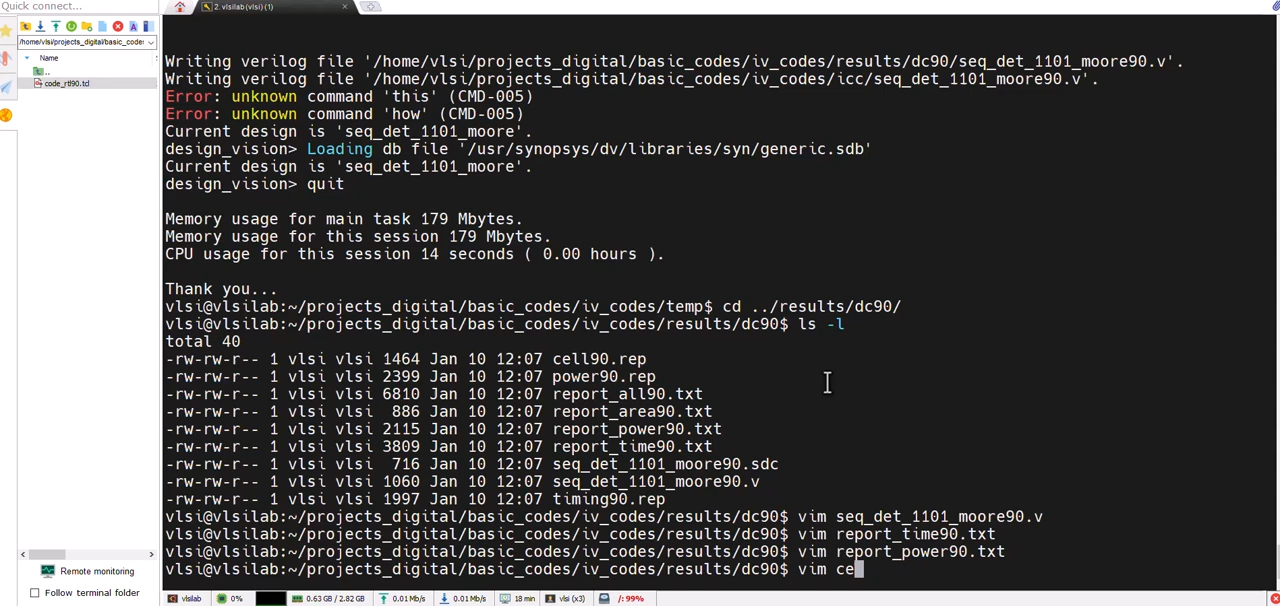 Quick connect...
2. vlsilab (vlsi) (1)
/home/vlsi/projects_digital/basic_codes
Name
..
code_rtl90.tcl
Writing verilog file '/home/vlsi/projects_digital/basic_codes/iv_codes/results/dc90/seq_det_1101_moore90.v'.
Writing verilog file '/home/vlsi/projects_digital/basic_codes/iv_codes/icc/seq_det_1101_moore90.v'.
Error: unknown command 'this' (CMD-005)
Error: unknown command 'how' (CMD-005)
Current design is 'seq_det_1101_moore'.
design_vision> Loading db file '/usr/synopsys/dv/libraries/syn/generic.sdb'
Current design is 'seq_det_1101_moore'.
design_vision> quit
Memory usage for main task 179 Mbytes.
Memory usage for this session 179 Mbytes.
CPU usage for this session 14 seconds ( 0.00 hours ).
Thank you...
vlsi@vlsilab:~/projects_digital/basic_codes/iv_codes/temp$ cd ../results/dc90/
vlsi@vlsilab:~/projects_digital/basic_codes/iv_codes/results/dc90$ ls -l
total 40
-rw-rw-r-- 1 vlsi vlsi 1464 Jan 10 12:07 cell90.rep
-rw-rw-r-- 1 vlsi vlsi 2399 Jan 10 12:07 power90.rep
-rw-rw-r-- 1 vlsi vlsi 6810 Jan 10 12:07 report_all90.txt
-rw-rw-r-- 1 vlsi vlsi  886 Jan 10 12:07 report_area90.txt
-rw-rw-r-- 1 vlsi vlsi 2115 Jan 10 12:07 report_power90.txt
-rw-rw-r-- 1 vlsi vlsi 3809 Jan 10 12:07 report_time90.txt
-rw-rw-r-- 1 vlsi vlsi  716 Jan 10 12:07 seq_det_1101_moore90.sdc
-rw-rw-r-- 1 vlsi vlsi 1060 Jan 10 12:07 seq_det_1101_moore90.v
-rw-rw-r-- 1 vlsi vlsi 1997 Jan 10 12:07 timing90.rep
vlsi@vlsilab:~/projects_digital/basic_codes/iv_codes/results/dc90$ vim seq_det_1101_moore90.v
vlsi@vlsilab:~/projects_digital/basic_codes/iv_codes/results/dc90$ vim report_time90.txt
vlsi@vlsilab:~/projects_digital/basic_codes/iv_codes/results/dc90$ vim report_power90.txt
vlsi@vlsilab:~/projects_digital/basic_codes/iv_codes/results/dc90$ vim ce
Remote monitoring
Follow terminal folder
vlsilab 0% 0.63 GB / 2.82 GB 0.01 Mb/s 0.01 Mb/s 18 min vlsi (x3) /: 99%